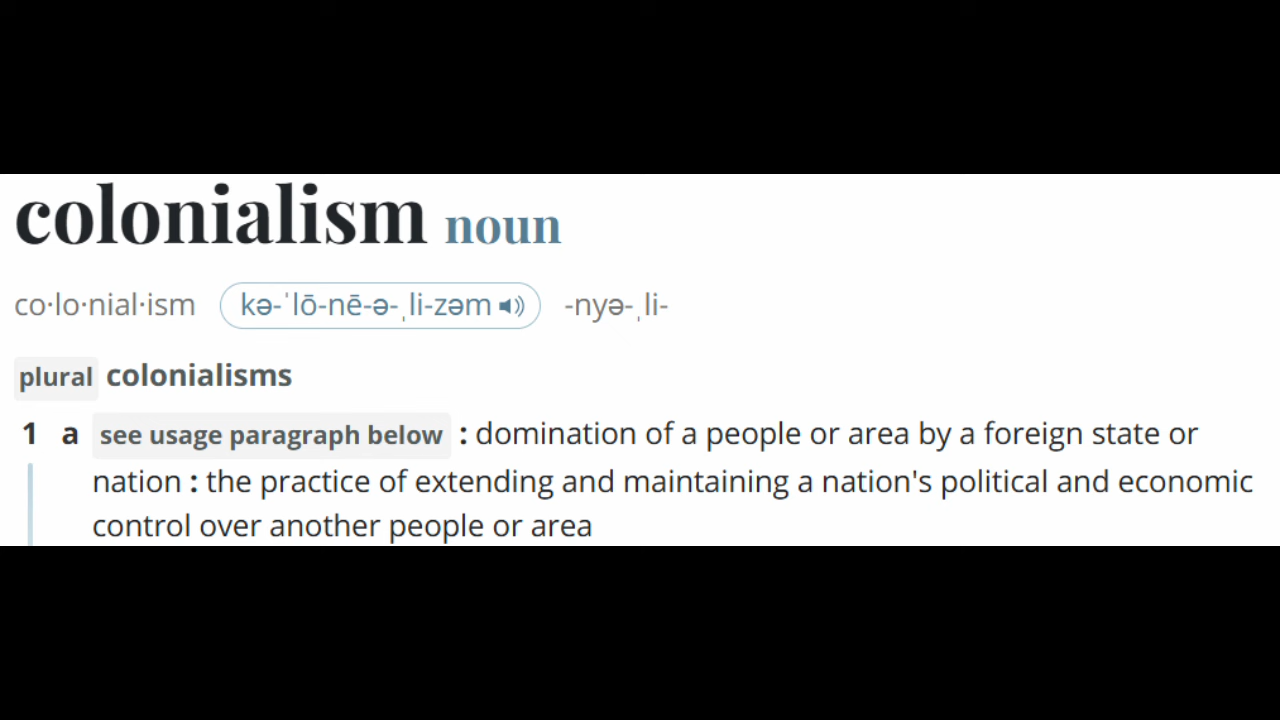 colonialism noun
co·lo·nial·ism kə-ˈlō-nē-ə-ˌli-zəm -nyə-ˌli-
plural colonialisms
1 a see usage paragraph below : domination of a people or area by a foreign state or
nation : the practice of extending and maintaining a nation's political and economic
control over another people or area